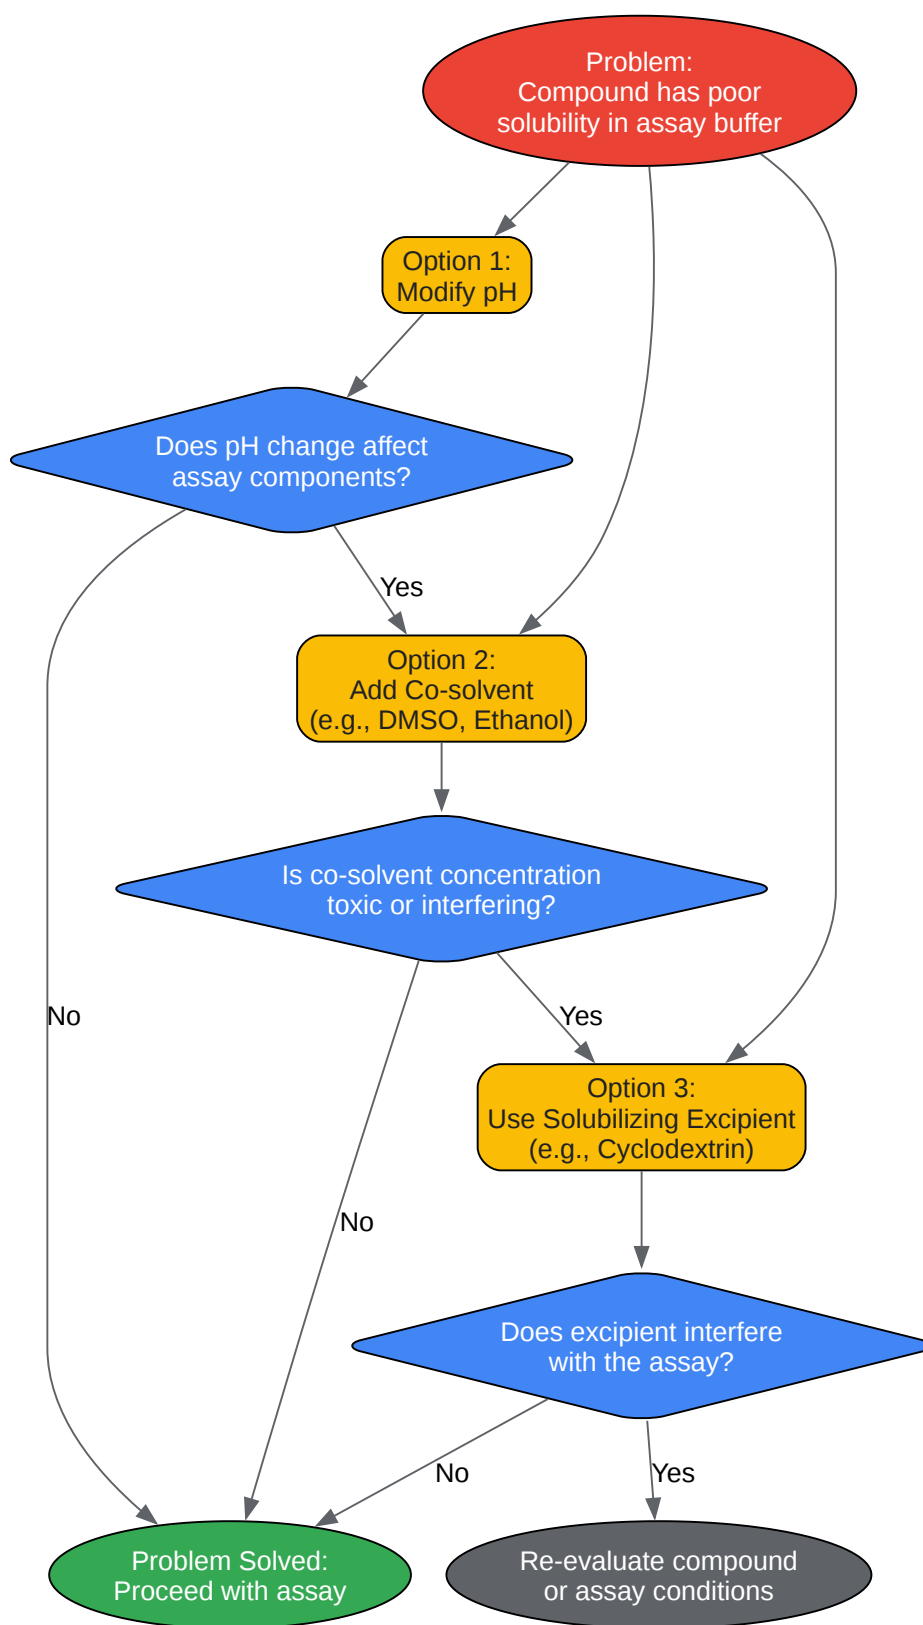 Problem:
Compound has poor
solubility in assay buffer
Option 1:
Modify pH
Does pH change affect
assay components?
Yes
Option 2:
Add Co-solvent
(e.g., DMSO, Ethanol)
Is co-solvent concentration
toxic or interfering?
No
Yes
Option 3:
Use Solubilizing Excipient
(e.g., Cyclodextrin)
No
Does excipient interfere
with the assay?
No
Yes
Problem Solved:
Proceed with assay
Re-evaluate compound
or assay conditions